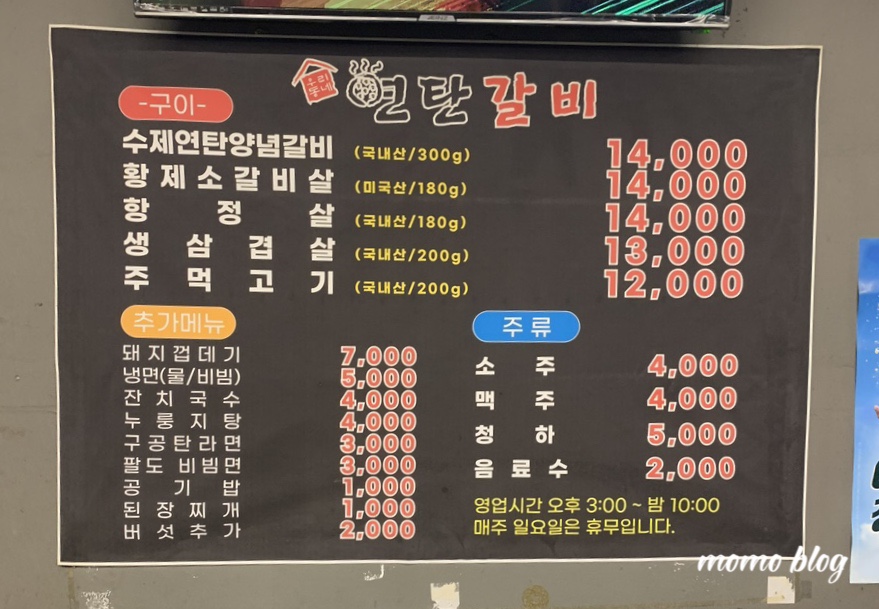 우리
동네
연탄갈비
-구이-
수제연탄양념갈비 (국내산/300g) 14,000
황제소갈비살 (미국산/180g) 14,000
항정살 (국내산/180g) 14,000
생삼겹살 (국내산/200g) 13,000
주먹고기 (국내산/200g) 12,000
추가메뉴
돼지껍데기 7,000
냉면(물/비빔) 5,000
잔치국수 4,000
누룽지탕 4,000
구공탄라면 3,000
팔도 비빔면 3,000
공기밥 1,000
된장찌개 1,000
버섯추가 2,000
주류
소주 4,000
맥주 4,000
청하 5,000
음료수 2,000
영업시간 오후 3:00 ~ 밤 10:00
매주 일요일은 휴무입니다.
momo blog